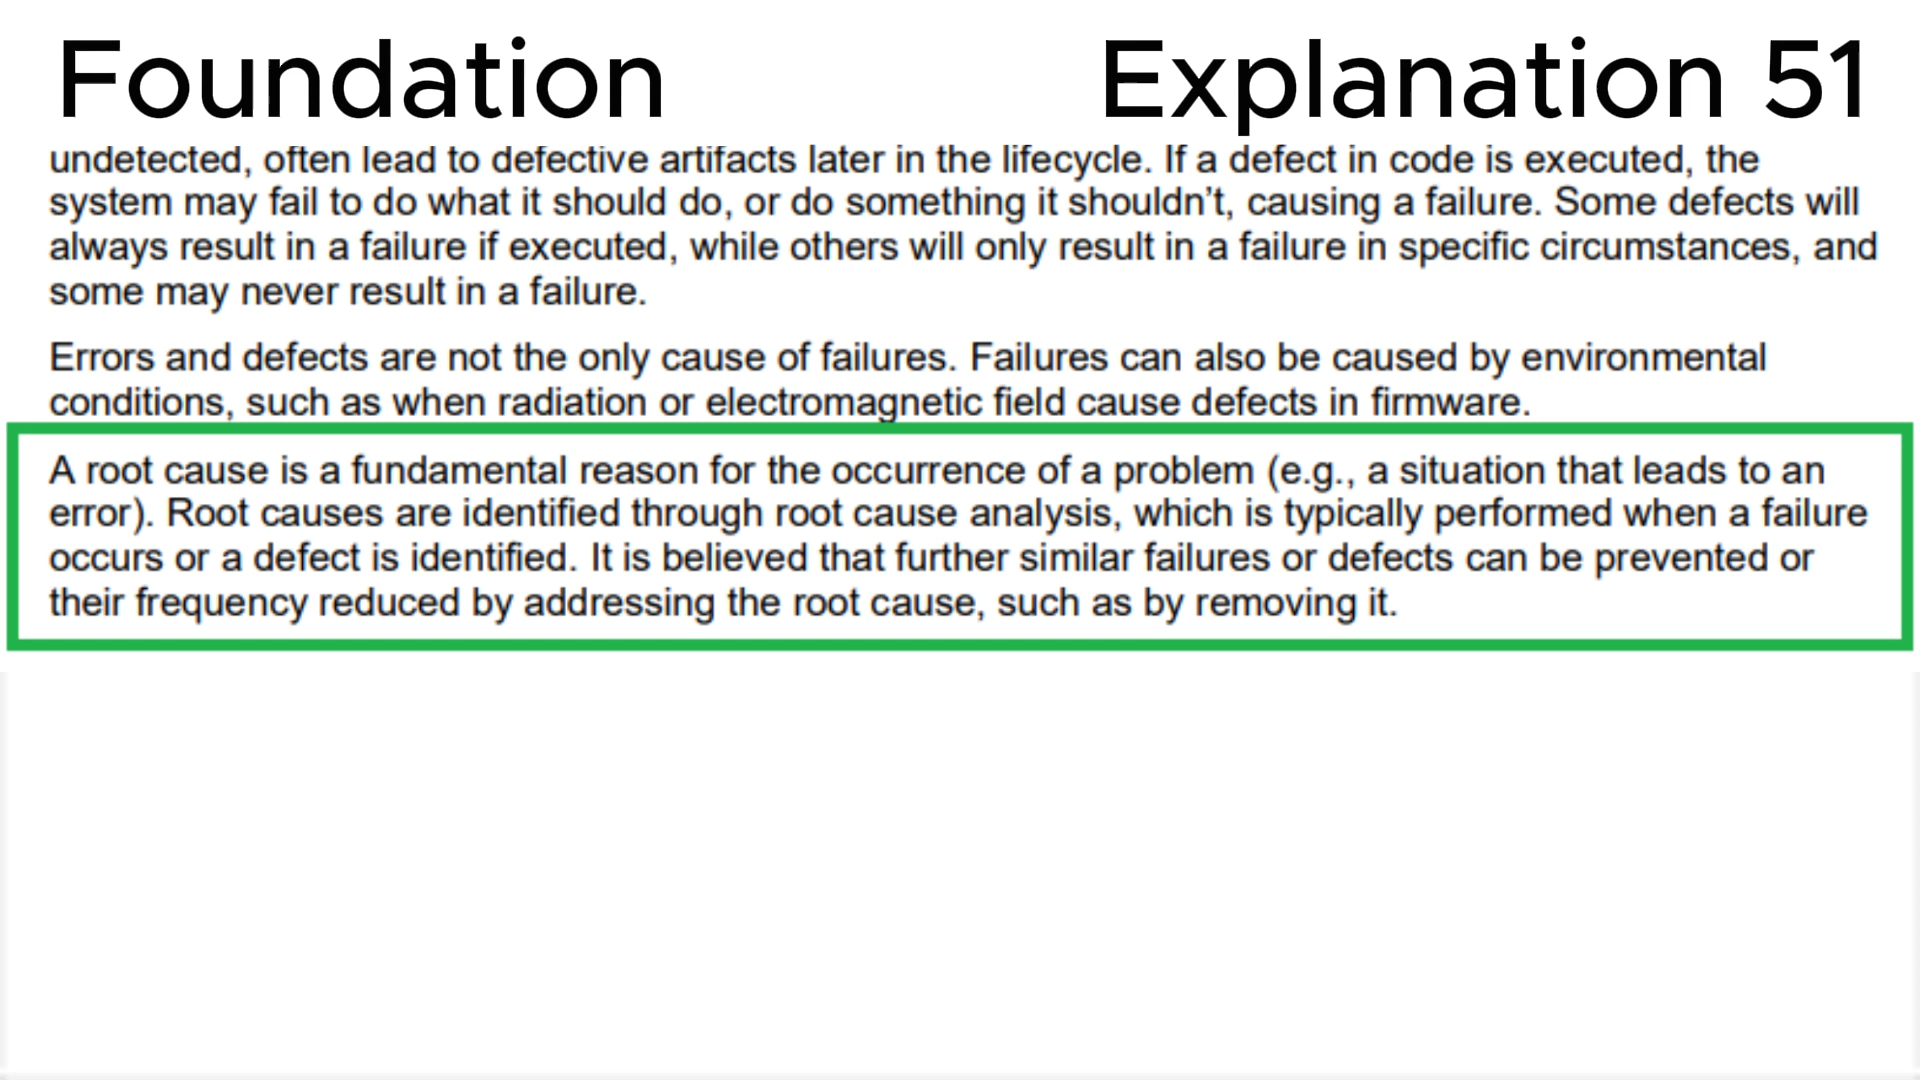 Foundation
Explanation 51
undetected, often lead to defective artifacts later in the lifecycle. If a defect in code is executed, the
system may fail to do what it should do, or do something it shouldn’t, causing a failure. Some defects will
always result in a failure if executed, while others will only result in a failure in specific circumstances, and
some may never result in a failure.
Errors and defects are not the only cause of failures. Failures can also be caused by environmental
conditions, such as when radiation or electromagnetic field cause defects in firmware.
A root cause is a fundamental reason for the occurrence of a problem (e.g., a situation that leads to an
error). Root causes are identified through root cause analysis, which is typically performed when a failure
occurs or a defect is identified. It is believed that further similar failures or defects can be prevented or
their frequency reduced by addressing the root cause, such as by removing it.